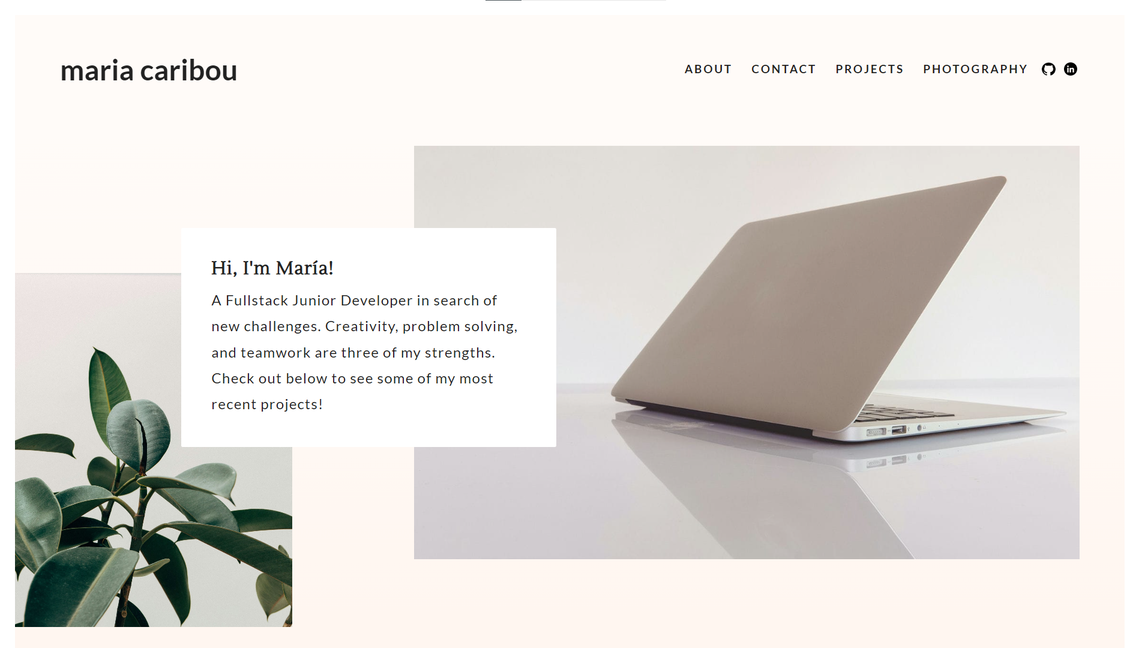 maria caribou
ABOUT CONTACT PROJECTS PHOTOGRAPHY
in
Hi, I'm María!
A Fullstack Junior Developer in search of
new challenges. Creativity, problem solving,
and teamwork are three of my strengths.
Check out below to see some of my most
recent projects!